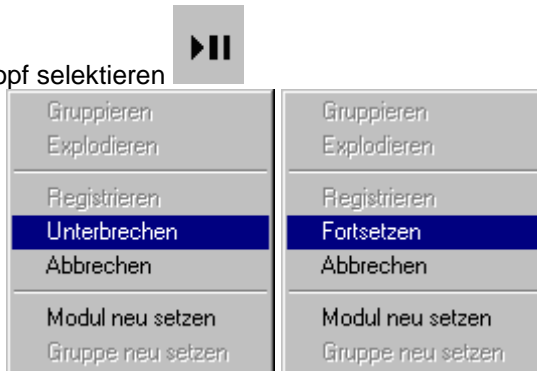 opf selektieren
Gruppieren
Explodieren
Registrieren
Unterbrechen
Abbrechen
Modul neu setzen
Gruppe neu setzen
Gruppieren
Explodieren
Registrieren
Fortsetzen
Abbrechen
Modul neu setzen
Gruppe neu setzen